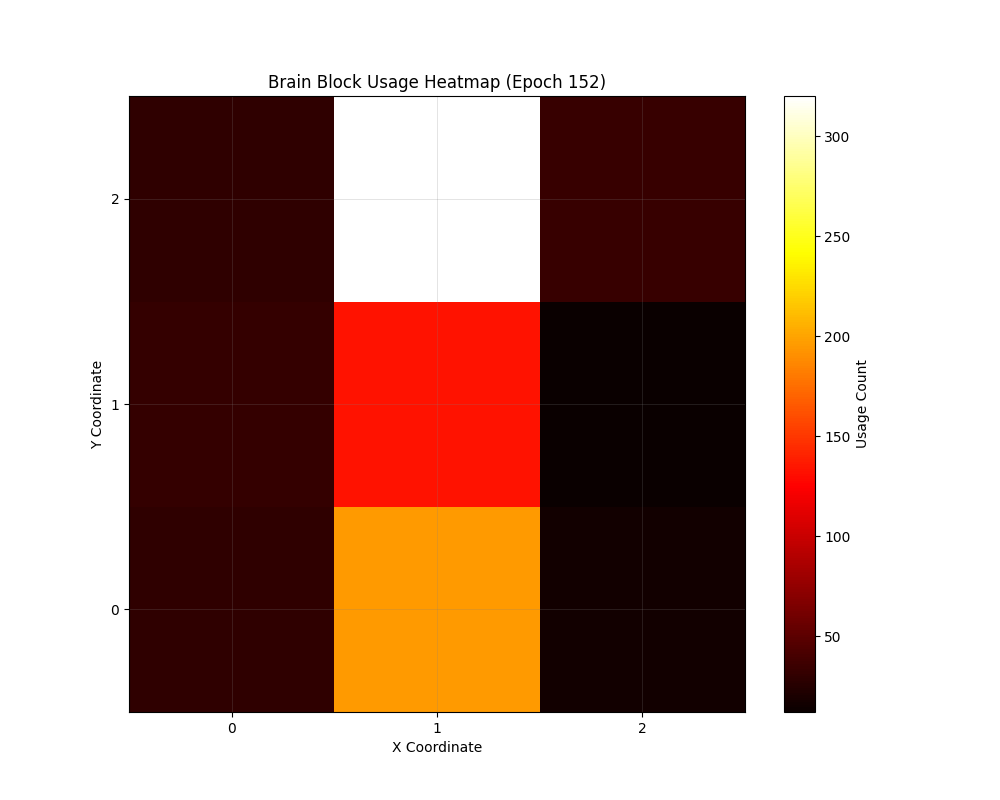 Brain Block Usage Heatmap (Epoch 152)
2
1
0
Y Coordinate
0 1 2
X Coordinate
300
250
200
150
100
50
Usage Count